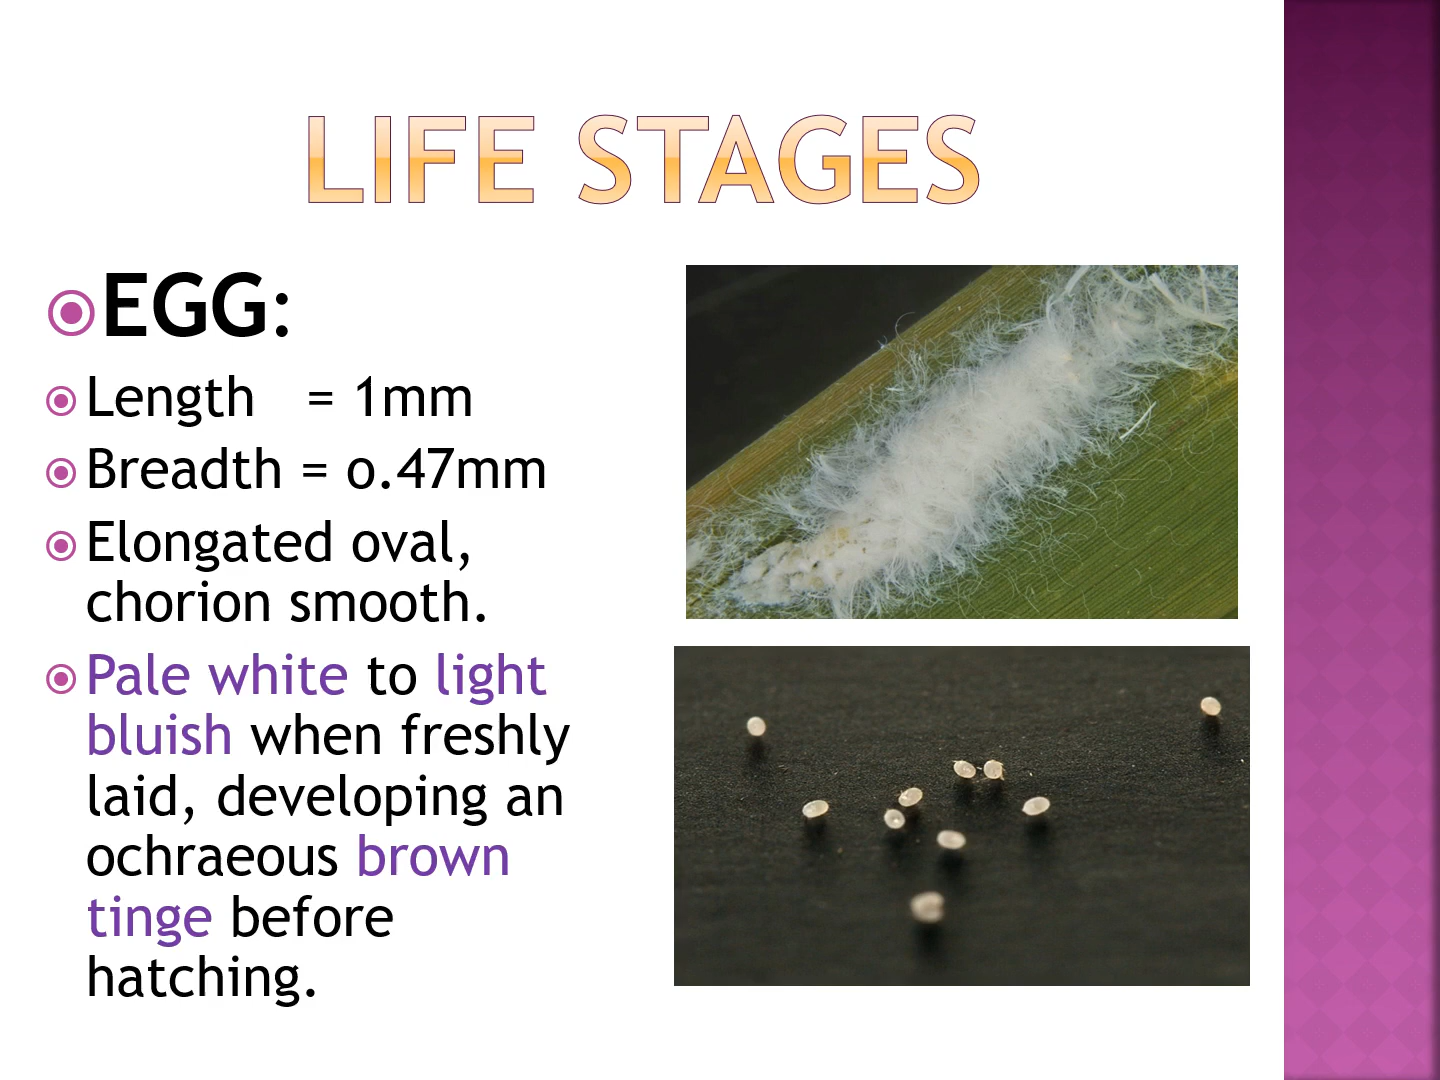 LIFE STAGES
EGG:
Length = 1mm
Breadth = o.47mm
Elongated oval,
chorion smooth.
Pale white to light
bluish when freshly
laid, developing an
ochraeous brown
tinge before
hatching.